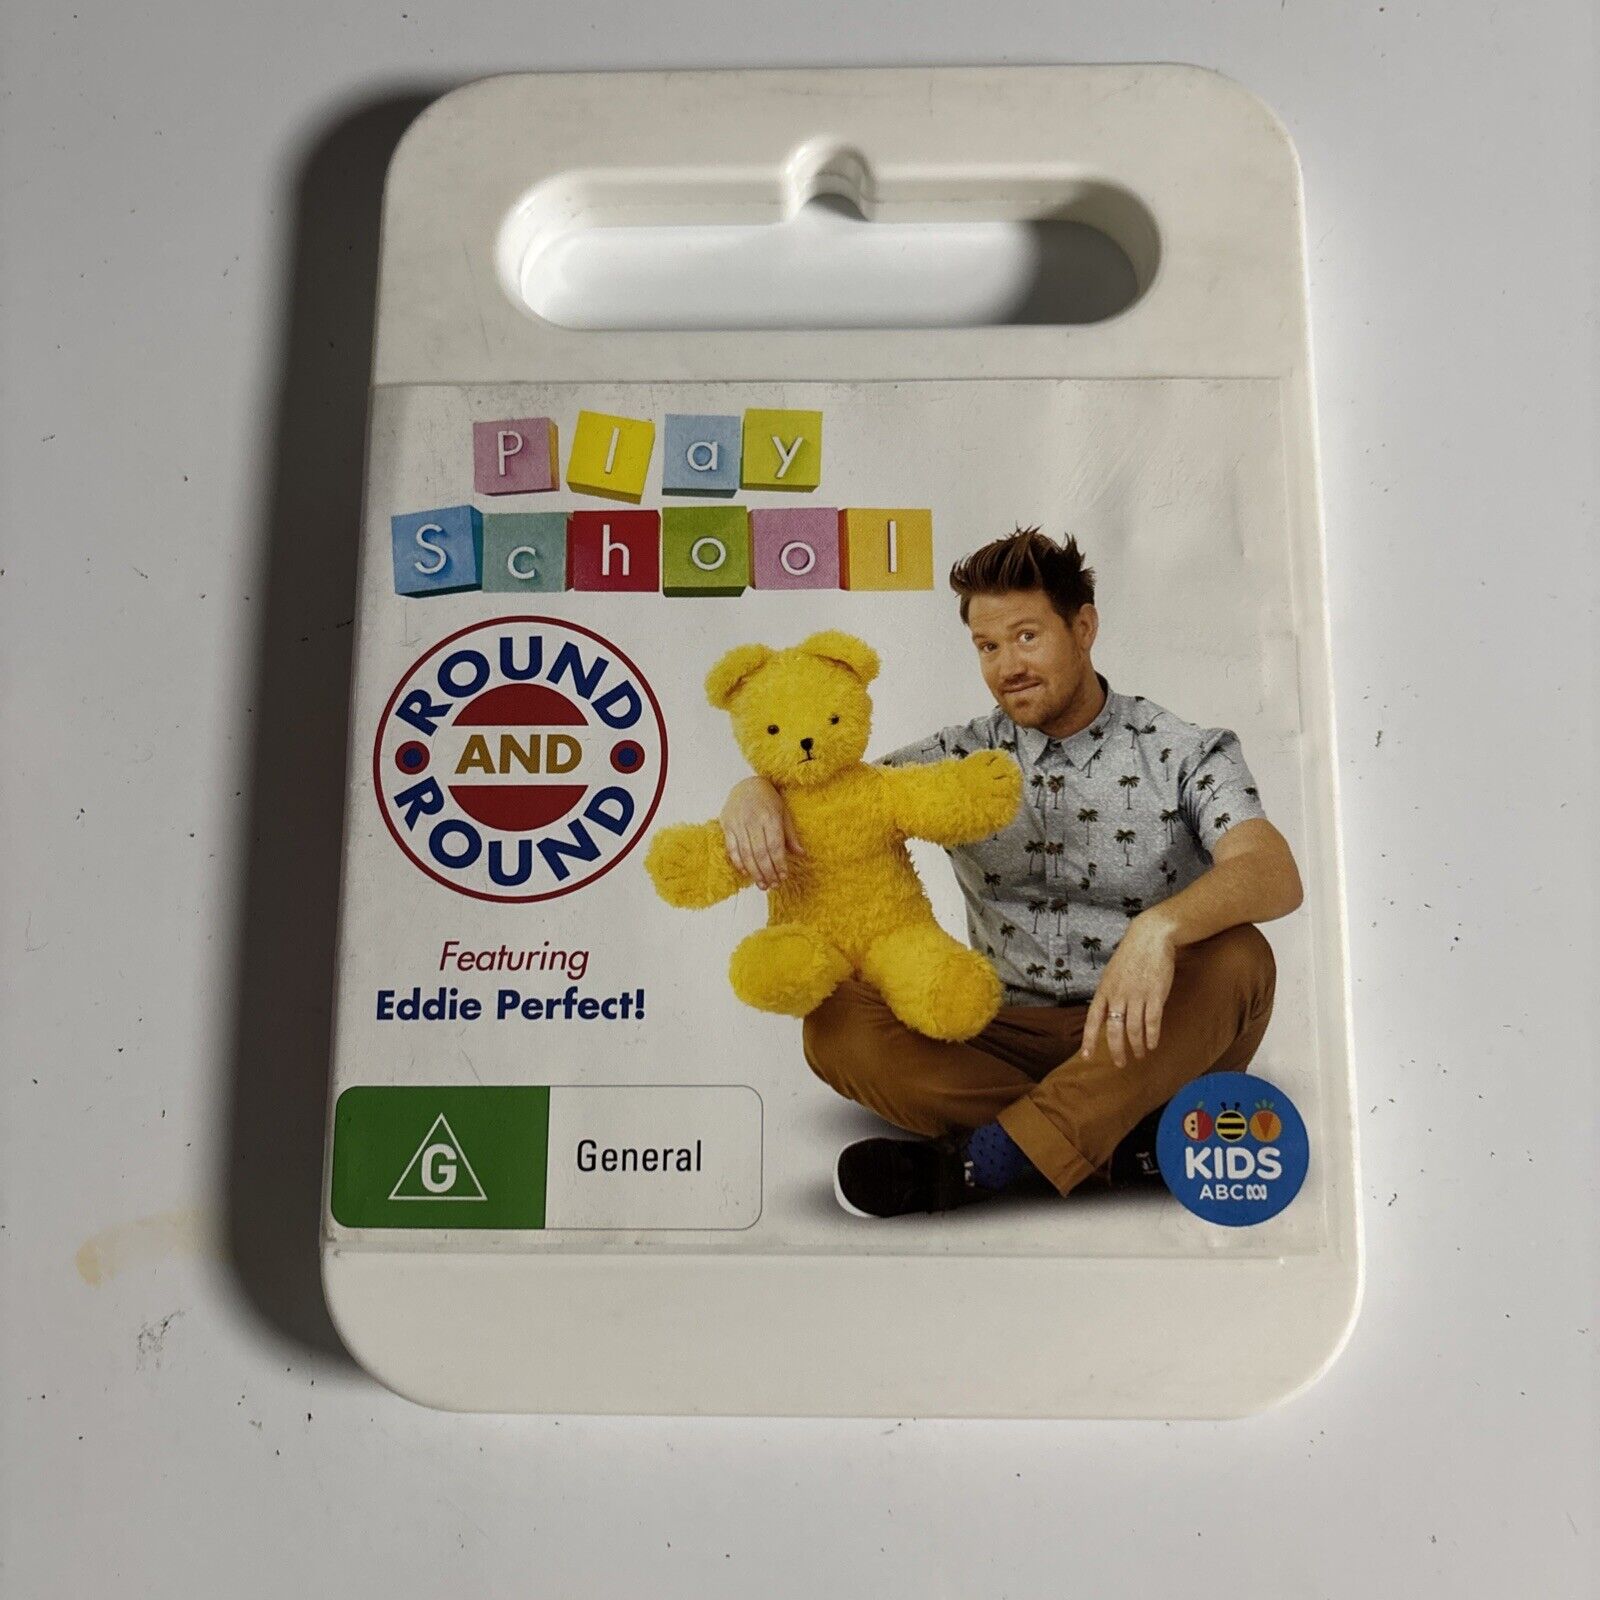 Play
School
ROUND
AND
ROUND
Featuring
Eddie Perfect!
G
General
KIDS
ABC